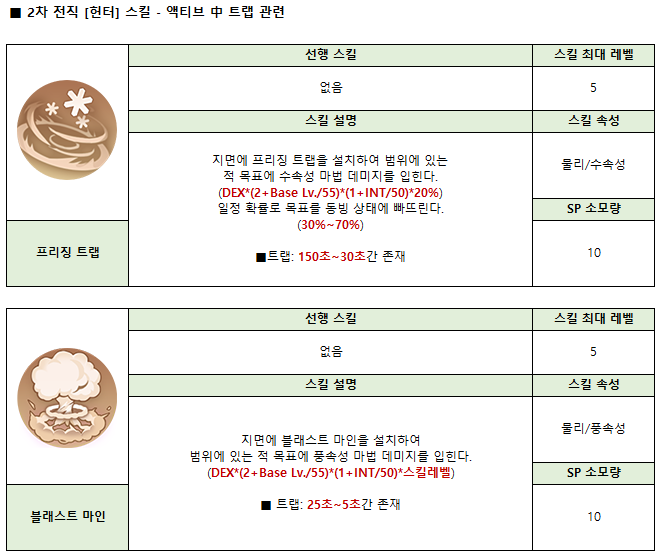 ■ 2차 전직 [헌터] 스킬 - 액티브 中 트랩 관련
선행 스킬
스킬 최대 레벨
없음
5
스킬 설명
스킬 속성
지면에 프리징 트랩을 설치하여 범위에 있는
적 목표에 수속성 마법 데미지를 입힌다.
(DEX*(2+Base Lv./55)*(1+INT/50)*20%)
일정 확률로 목표를 동빙 상태에 빠뜨린다.
(30%~70%)
■트랩: 150초~30초간 존재
물리/수속성
SP 소모량
프리징 트랩
10
선행 스킬
스킬 최대 레벨
없음
5
스킬 설명
스킬 속성
지면에 블래스트 마인을 설치하여
범위에 있는 적 목표에 풍속성 마법 데미지를 입힌다.
(DEX*(2+Base Lv./55)*(1+INT/50)*스킬레벨)
■ 트랩: 25초~5초간 존재
물리/풍속성
SP 소모량
블래스트 마인
10